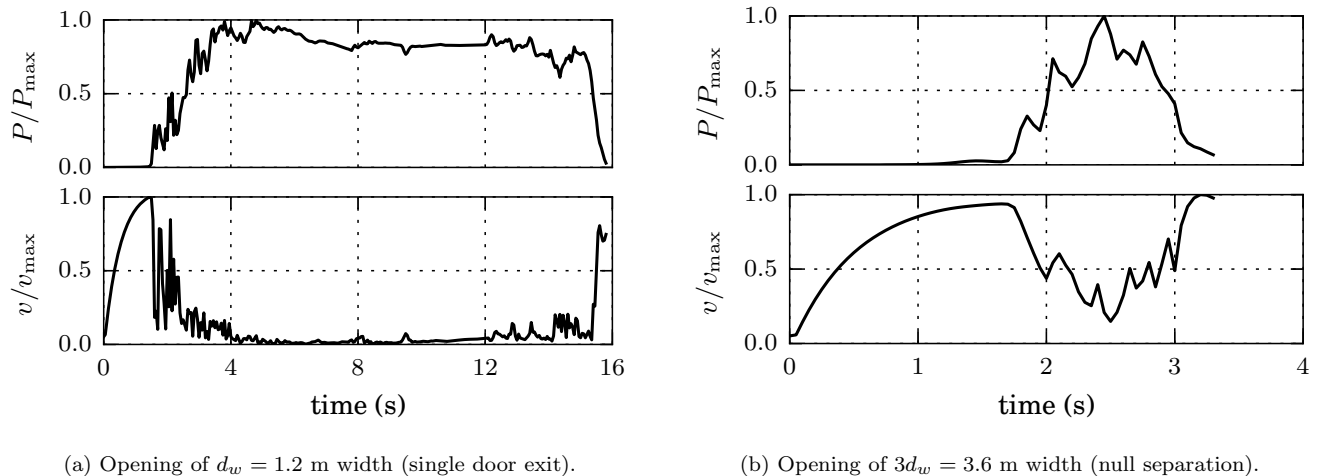 1.0
0.5
0.0
P/P_max
1.0
0.5
0.0
v/v_max
0 4 8 12 16
time (s)
(a) Opening of d_w = 1.2 m width (single door exit).
1.0
0.5
0.0
P/P_max
1.0
0.5
0.0
v/v_max
0 1 2 3 4
time (s)
(b) Opening of 3d_w = 3.6 m width (null separation).